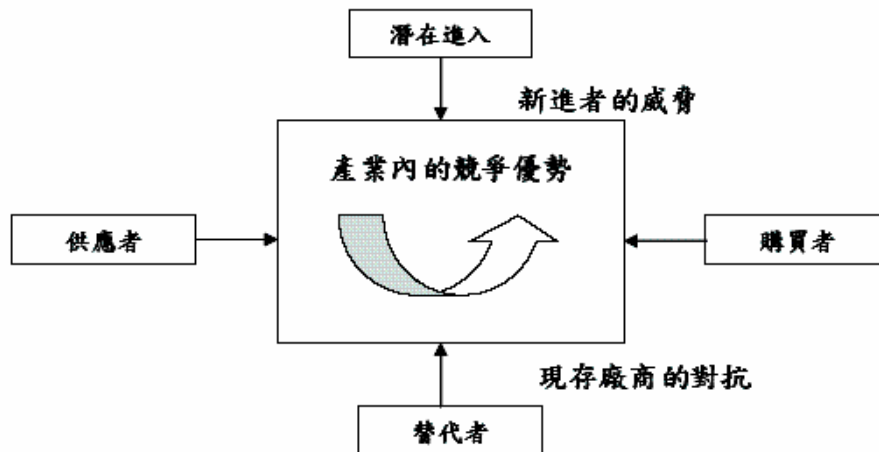 潛在進入
新進者的威脅
產業內的競爭優勢
供應者
購買者
現存廠商的對抗
替代者